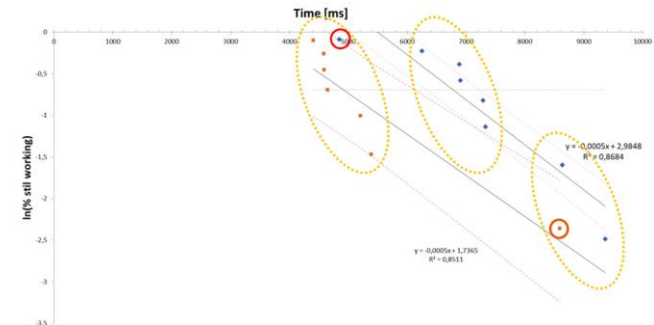 Time [ms]
0 1000 2000 3000 4000 5000 6000 7000 8000 9000 10000
0
-0,5
-1
-1,5
-2
-2,5
-3
-3,5
ln(% stil working)
y = -0,0005x + 2,9848
R² = 0,8684
y = -0,0005x + 1,7365
R² = 0,8511